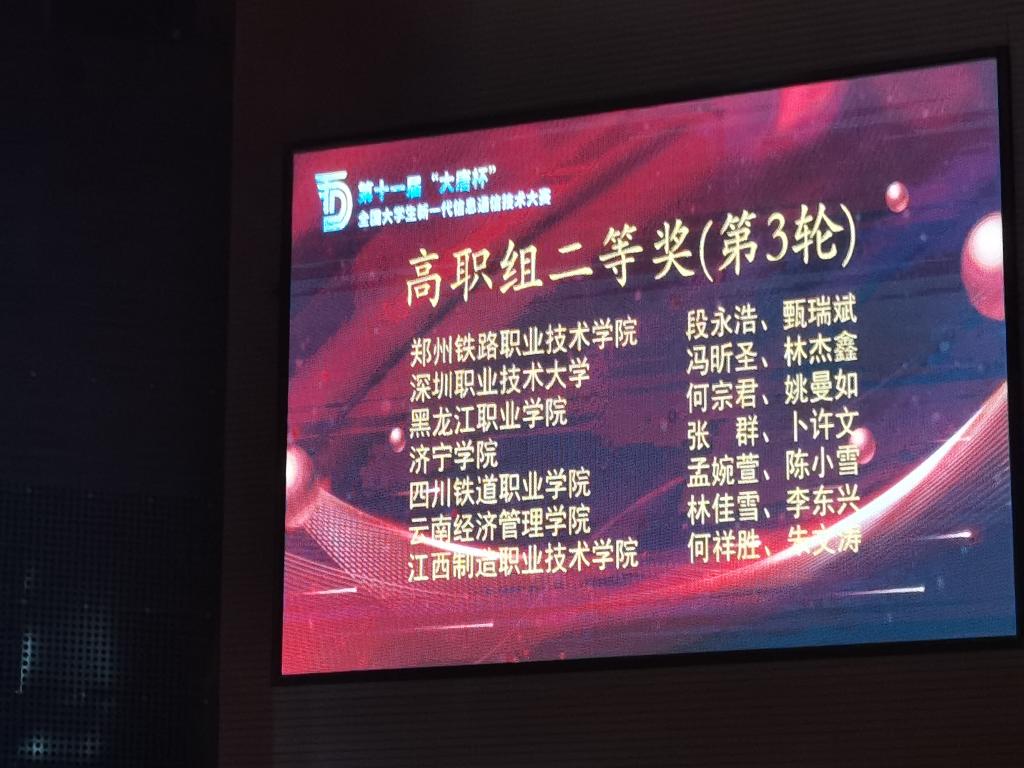 第十一届“大唐杯”
全国大学生新一代信息通信技术大赛
高职组二等奖(第3轮)
郑州铁路职业技术学院 段永浩、甄瑞斌
深圳职业技术大学 冯昕圣、林杰鑫
黑龙江职业学院 何宗君、姚曼如
济宁学院 张 群、卜许文
四川铁道职业学院 孟婉萱、陈小雪
云南经济管理学院 林佳雪、李东兴
江西制造职业技术学院 何祥胜、朱文涛